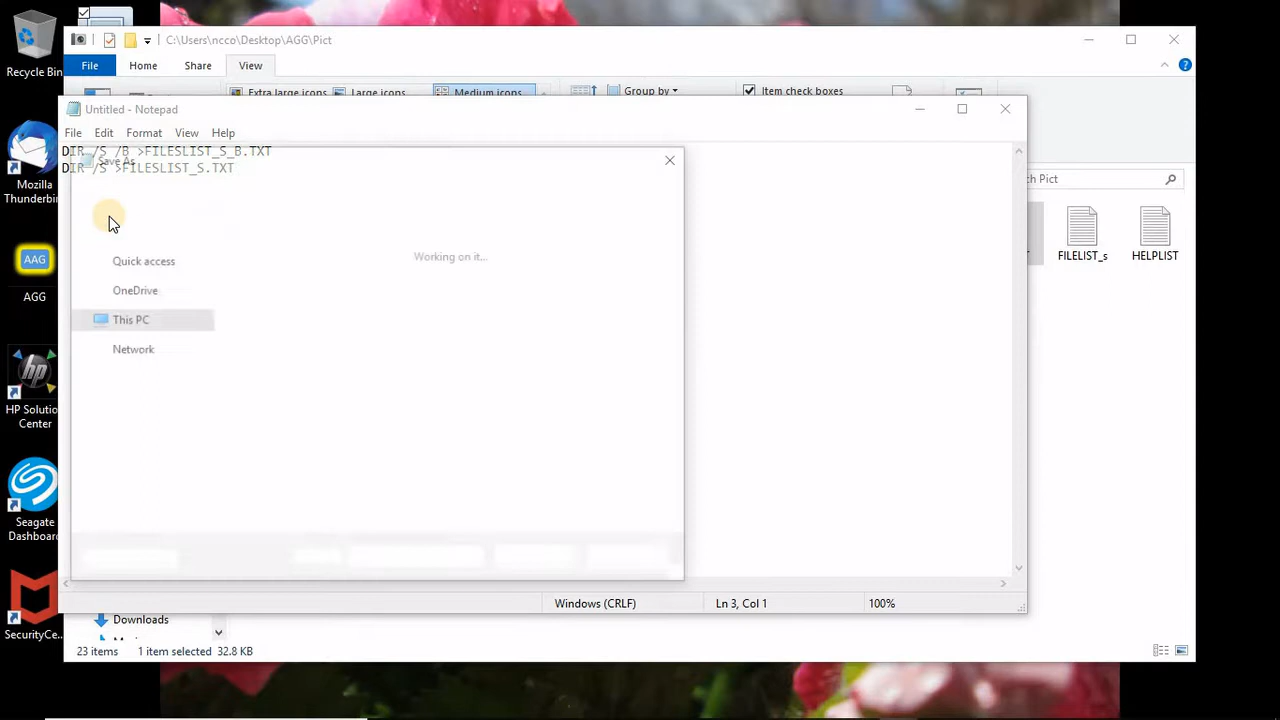 Recycle Bin
C:\Users\ncco\Desktop\AGG\Pict
File
Home
Share
View
Extra large icons
Large icons
Medium icons
Group by
Item check boxes
Untitled - Notepad
File
Edit
Format
View
Help
DIR /S /B >FILESLIST_S_B.TXT
Save As
DIR /S >FILESLIST_S.TXT
Quick access
OneDrive
This PC
Network
Working on it...
Pict
FILELIST_s
HELPLIST
Mozilla
AAG
AGG
hp
HP Solution
Center
Seagate
Dashboard
SecurityCe...
Windows (CRLF)
Ln 3, Col 1
100%
Downloads
23 items
1 item selected
32.8 KB